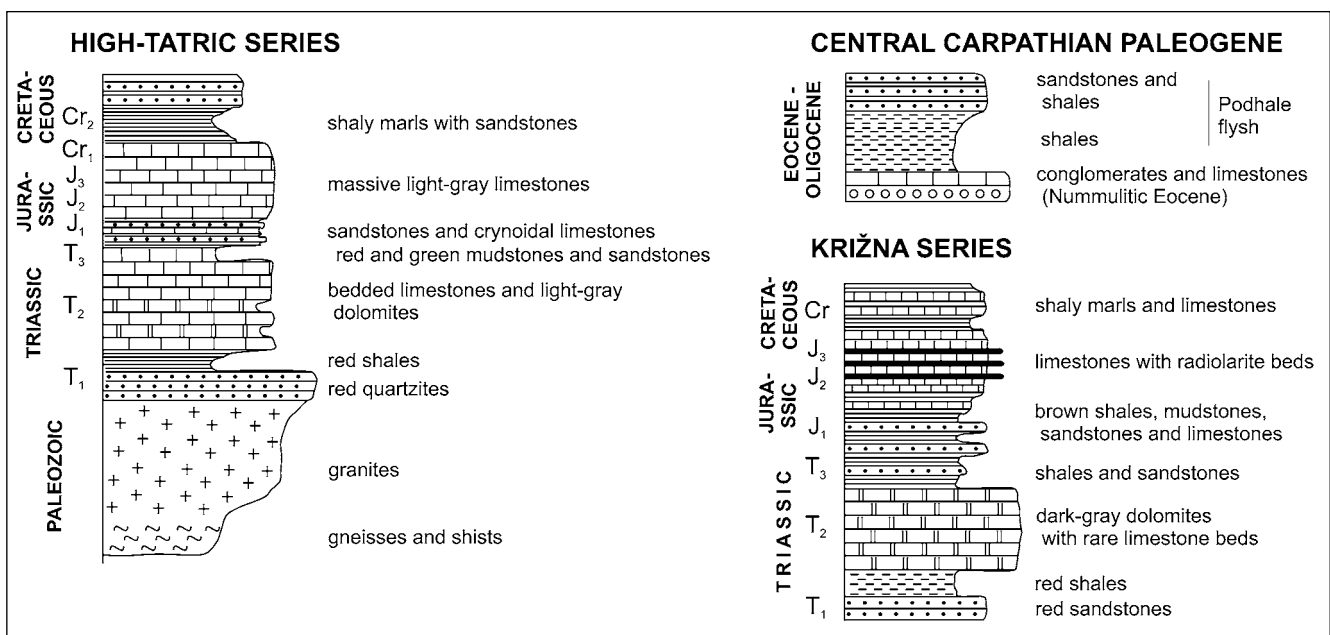 HIGH-TATRIC SERIES
CRETA-
CEOUS
JURA-
SSIC
TRIASSIC
PALEOZOIC
Cr2
Cr1
J3
J2
J1
T3
T2
T1
shaly marls with sandstones
massive light-gray limestones
sandstones and crynoidal limestones
red and green mudstones and sandstones
bedded limestones and light-gray
dolomites
red shales
red quartzites
granites
gneisses and shists
CENTRAL CARPATHIAN PALEOGENE
EOCENE -
OLIGOCENE
sandstones and
shales
shales
Podhale
flysh
conglomerates and limestones
(Nummulitic Eocene)
KRIŽNA SERIES
CRETA-
CEOUS
JURA-
SSIC
TRIASSIC
Cr
J3
J2
J1
T3
T2
T1
shaly marls and limestones
limestones with radiolarite beds
brown shales, mudstones,
sandstones and limestones
shales and sandstones
dark-gray dolomites
with rare limestone beds
red shales
red sandstones